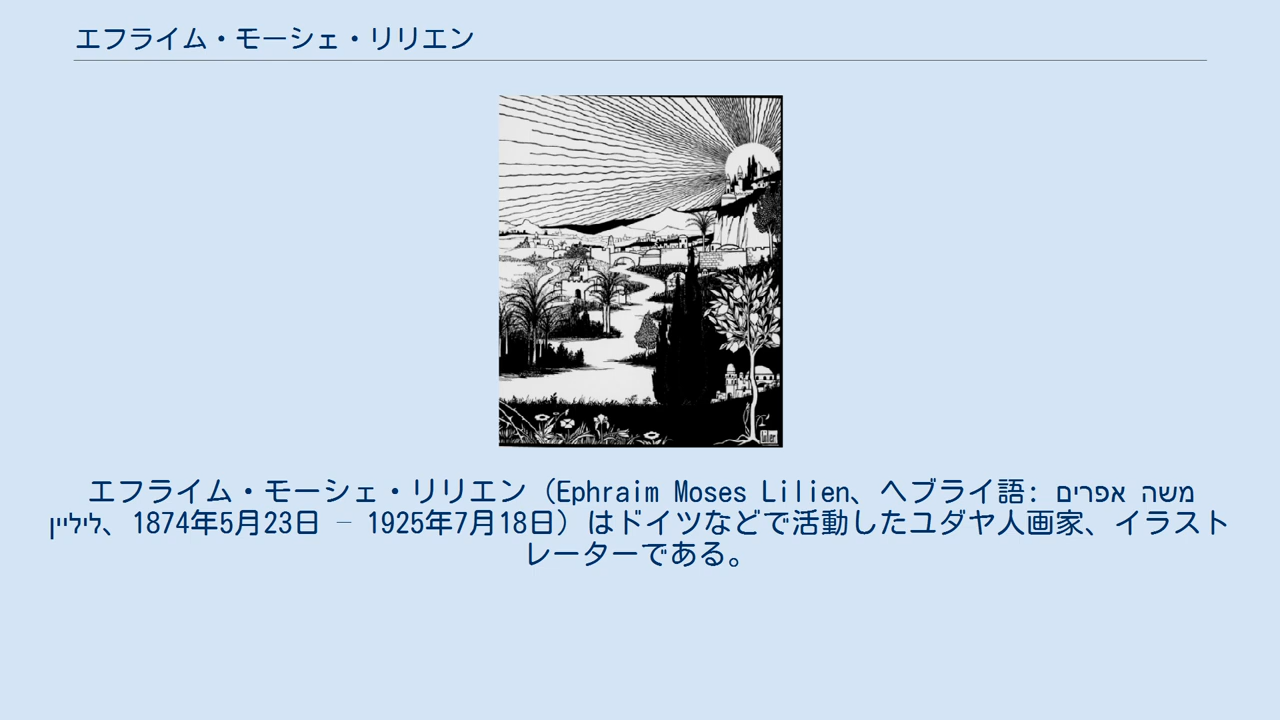 エフライム・モーシェ・リリエン
エフライム・モーシェ・リリエン（Ephraim Moses Lilien、ヘブライ語: אפרים משה
ליליין、1874年5月23日 – 1925年7月18日）はドイツなどで活動したユダヤ人画家、イラスト
レーターである。